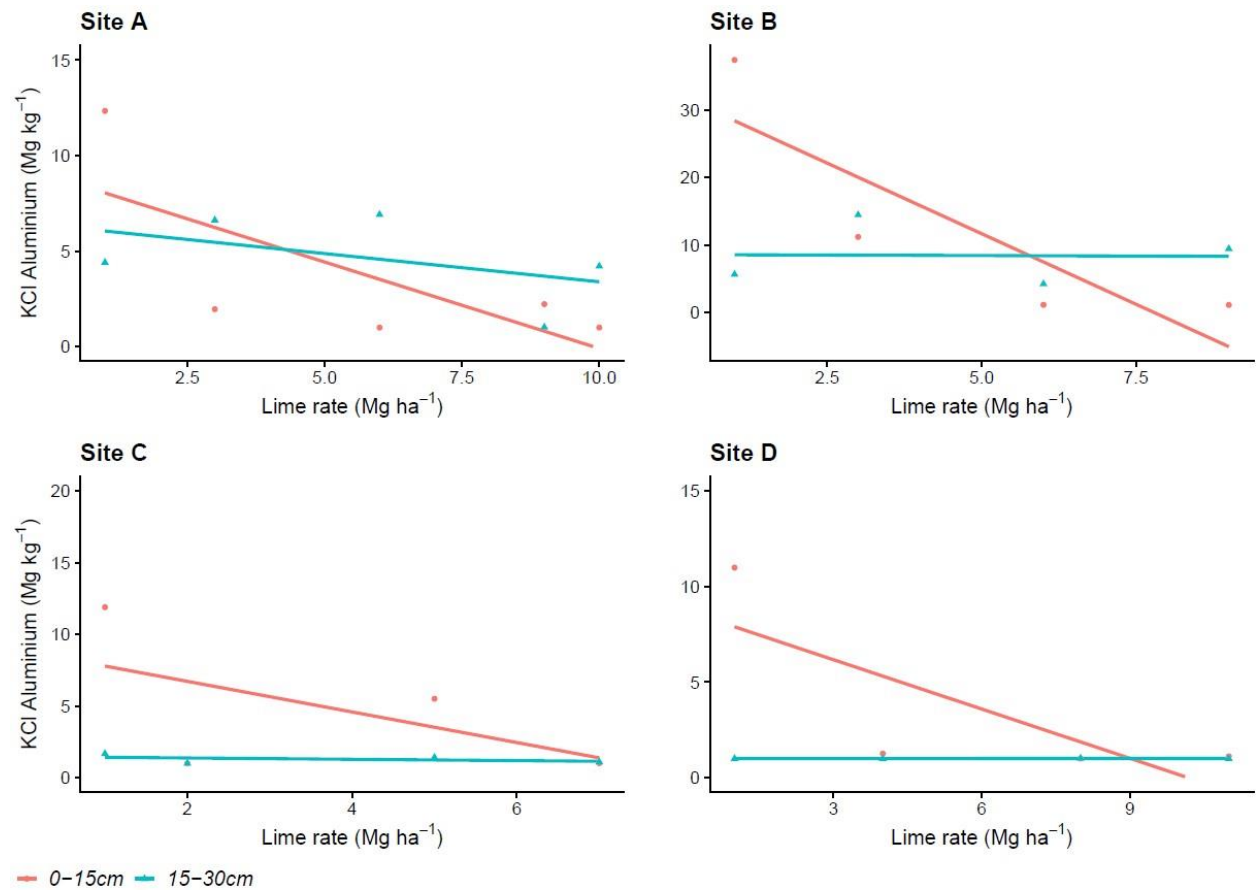 Site A
15
10
5
0
KCl Aluminium (Mg kg⁻¹)
2.5 5.0 7.5 10.0
Lime rate (Mg ha⁻¹)
Site B
30
20
10
0
2.5 5.0 7.5
Lime rate (Mg ha⁻¹)
Site C
20
15
10
5
0
KCl Aluminium (Mg kg⁻¹)
2 4 6
Lime rate (Mg ha⁻¹)
Site D
15
10
5
0
3 6 9
Lime rate (Mg ha⁻¹)
0−15cm 15−30cm